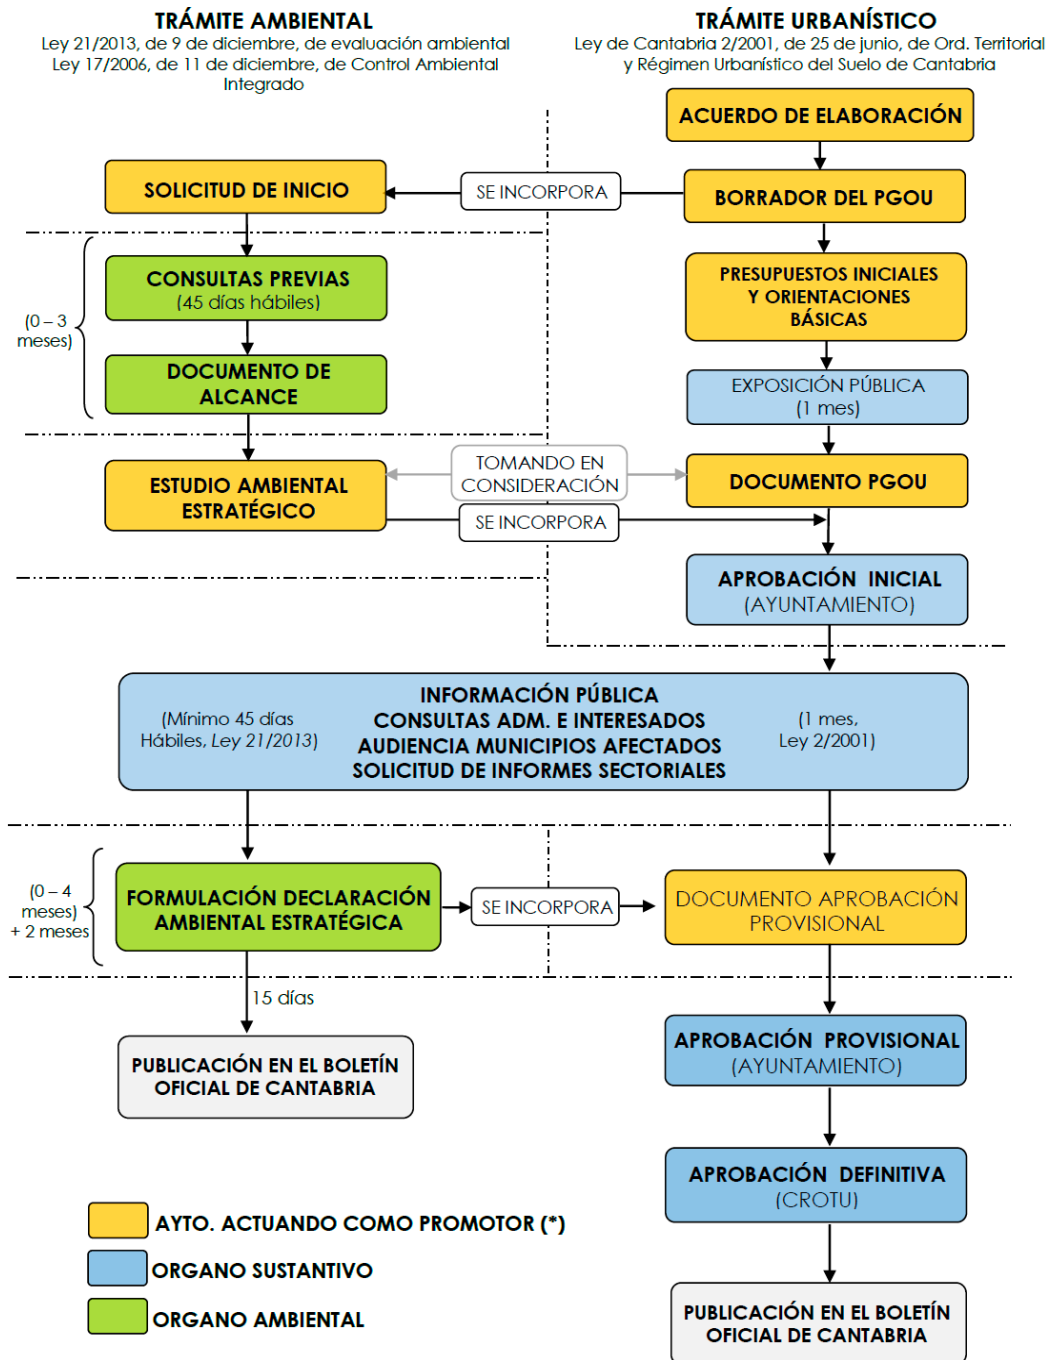 TRÁMITE AMBIENTAL
Ley 21/2013, de 9 de diciembre, de evaluación ambiental
Ley 17/2006, de 11 de diciembre, de Control Ambiental
Integrado
TRÁMITE URBANÍSTICO
Ley de Cantabria 2/2001, de 25 de junio, de Ord. Territorial
y Régimen Urbanístico del Suelo de Cantabria
ACUERDO DE ELABORACIÓN
SOLICITUD DE INICIO
SE INCORPORA
BORRADOR DEL PGOU
(0 – 3
meses)
CONSULTAS PREVIAS
(45 días hábiles)
PRESUPUESTOS INICIALES
Y ORIENTACIONES
BÁSICAS
DOCUMENTO DE
ALCANCE
EXPOSICIÓN PÚBLICA
(1 mes)
ESTUDIO AMBIENTAL
ESTRATÉGICO
TOMANDO EN
CONSIDERACIÓN
DOCUMENTO PGOU
SE INCORPORA
APROBACIÓN INICIAL
(AYUNTAMIENTO)
(Mínimo 45 días
Hábiles, Ley 21/2013)
INFORMACIÓN PÚBLICA
CONSULTAS ADM. E INTERESADOS
AUDIENCIA MUNICIPIOS AFECTADOS
SOLICITUD DE INFORMES SECTORIALES
(1 mes,
Ley 2/2001)
(0 – 4
meses)
+ 2 meses
FORMULACIÓN DECLARACIÓN
AMBIENTAL ESTRATÉGICA
SE INCORPORA
DOCUMENTO APROBACIÓN
PROVISIONAL
15 días
PUBLICACIÓN EN EL BOLETÍN
OFICIAL DE CANTABRIA
APROBACIÓN PROVISIONAL
(AYUNTAMIENTO)
APROBACIÓN DEFINITIVA
(CROTU)
PUBLICACIÓN EN EL BOLETÍN
OFICIAL DE CANTABRIA
AYTO. ACTUANDO COMO PROMOTOR (*)
ORGANO SUSTANTIVO
ORGANO AMBIENTAL